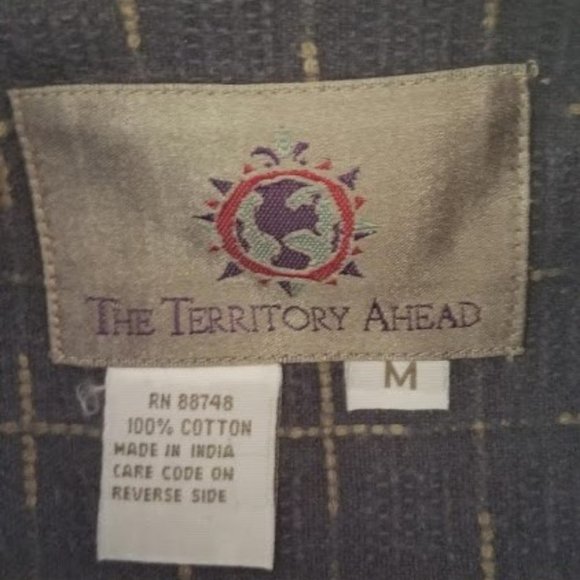 THE TERRITORY AHEAD
M
RN 88748
100% COTTON
MADE IN INDIA
CARE CODE ON
REVERSE SIDE